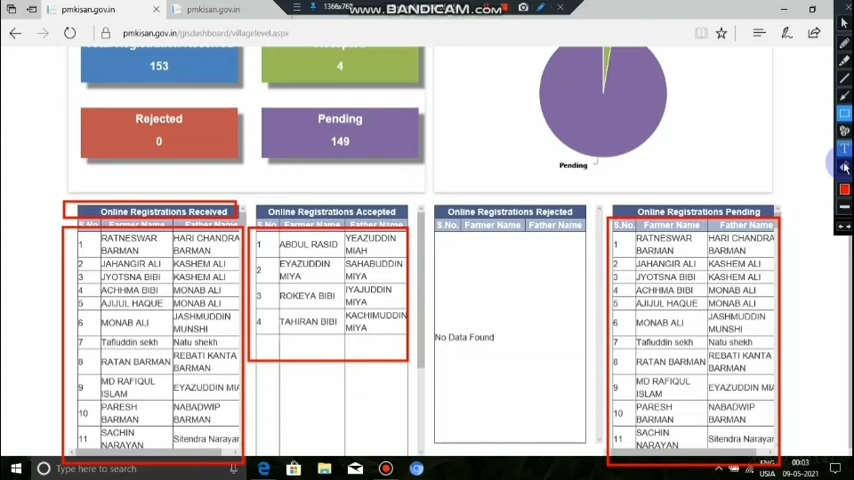 pmkisan.gov.in
pmkisan.gov.in
1366x768
WWW.BANDICAM.COM
pmkisan.gov.in/gisdashboard/villagelevel.aspx
153
4
Rejected
0
Pending
149
Pending
Online Registrations Received
S.No. Farmer Name Father Name
1 RATNESWAR BARMAN HARI CHANDRA BARMAN
2 JAHANGIR ALI KASHEM ALI
3 JYOTSNA BIBI KASHEM ALI
4 ACHHMA BIBI MONAB ALI
5 AJIJUL HAQUE MONAB ALI
6 MONAB ALI JASHMUDDIN MUNSHI
7 Tafiuddin sekh Natu shekh
8 RATAN BARMAN REBATI KANTA BARMAN
9 MD RAFIQUL ISLAM EYAZUDDIN MIA
10 PARESH BARMAN NABADWIP BARMAN
11 SACHIN NARAYAN Sitendra Narayan
Online Registrations Accepted
S.No. Farmer Name Father Name
1 ABDUL RASID YEAZUDDIN MIAH
2 EYAZUDDIN MIYA SAHABUDDIN MIYA
3 ROKEYA BIBI IYAJUDDIN MIYA
4 TAHIRAN BIBI KACHIMUDDIN MIYA
Online Registrations Rejected
S.No. Farmer Name Father Name
No Data Found
Online Registrations Pending
S.No. Farmer Name Father Name
1 RATNESWAR BARMAN HARI CHANDRA BARMAN
2 JAHANGIR ALI KASHEM ALI
3 JYOTSNA BIBI KASHEM ALI
4 ACHHMA BIBI MONAB ALI
5 AJIJUL HAQUE MONAB ALI
6 MONAB ALI JASHMUDDIN MUNSHI
7 Tafiuddin sekh Natu shekh
8 RATAN BARMAN REBATI KANTA BARMAN
9 MD RAFIQUL ISLAM EYAZUDDIN MIA
10 PARESH BARMAN NABADWIP BARMAN
11 SACHIN NARAYAN Sitendra Narayan
Type here to search
ENG 00:03
USA 09-05-2021